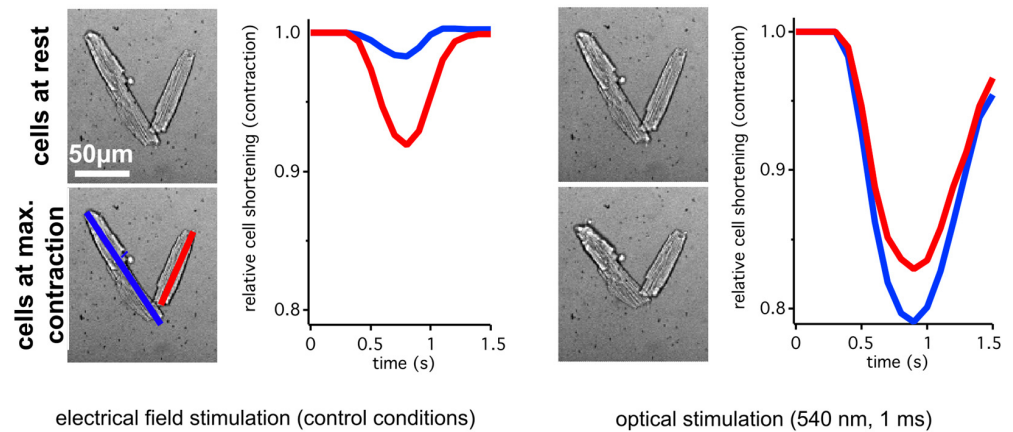 cells at rest
50µm
cells at max.
contraction
relative cell shortening (contraction)
1.0
0.9
0.8
0 0.5 1 1.5
time (s)
relative cell shortening (contraction)
1.0
0.9
0.8
0 0.5 1 1.5
time (s)
electrical field stimulation (control conditions)
optical stimulation (540 nm, 1 ms)